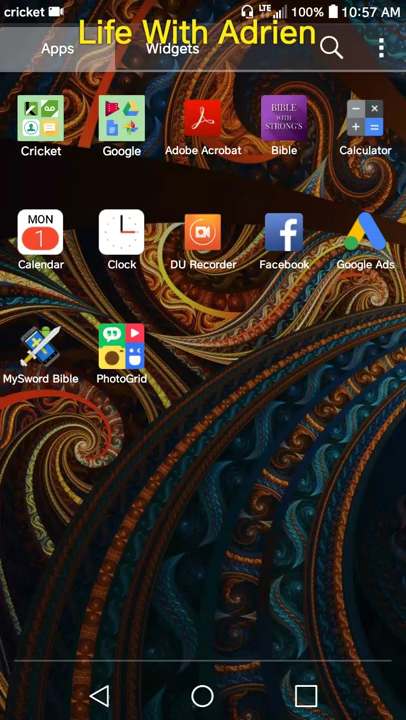 cricket LTE 100% 10:57 AM
Life With Adrien
Apps Widgets
Cricket Google Adobe Acrobat Bible Calculator
BIBLE
WITH
STRONG'S
MON
1
Calendar Clock DU Recorder Facebook Google Ads
MySword Bible PhotoGrid